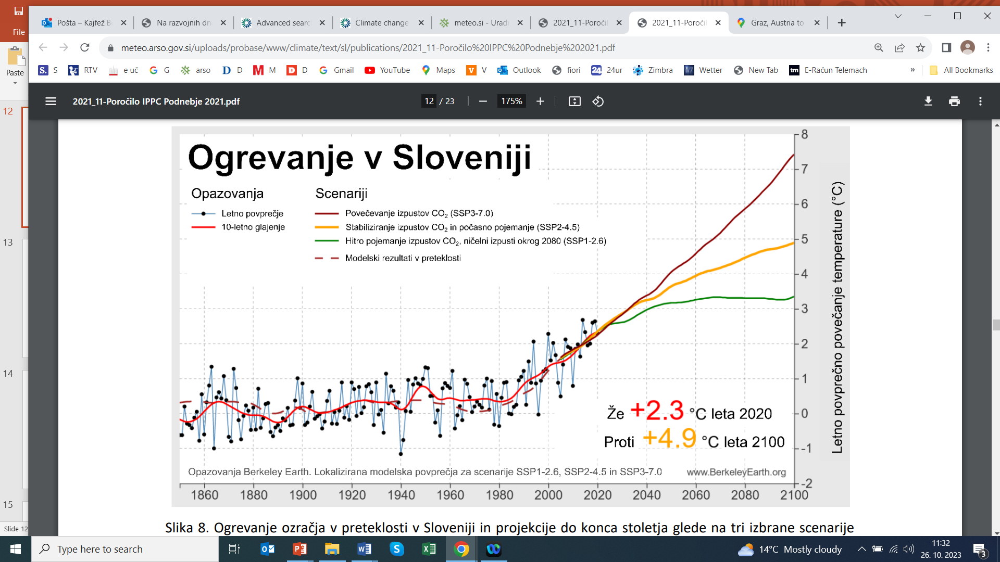 File
Paste
12
13
14
15
Slide 12
Pošta – Kajfež B
Na razvojnih dn
Advanced searc
Climate change
meteo.si - Uradn
2021_11-Poroči
2021_11-Poroči
Graz, Austria to
meteo.arso.gov.si/uploads/probase/www/climate/text/sl/publications/2021_11-Poročilo%20IPPC%20Podnebje%202021.pdf
S RTV e uč G arso D M D Gmail YouTube Maps V Outlook fiori 24ur Zimbra Wetter New Tab E-Račun Telemach » All Bookmarks
2021_11-Poročilo IPPC Podnebje 2021.pdf 12 / 23 175%
Ogrevanje v Sloveniji
Opazovanja
Letno povprečje
10-letno glajenje
Scenariji
Povečevanje izpustov CO₂ (SSP3-7.0)
Stabiliziranje izpustov CO₂ in počasno pojemanje (SSP2-4.5)
Hitro pojemanje izpustov CO₂, ničelni izpusti okrog 2080 (SSP1-2.6)
Modelski rezultati v preteklosti
8
7
6
5
4
3
2
1
0
-1
-2
Letno povprečno povečanje temperature (°C)
Že +2.3 °C leta 2020
Proti +4.9 °C leta 2100
Opazovanja Berkeley Earth. Lokalizirana modelska povprečja za scenarije SSP1-2.6, SSP2-4.5 in SSP3-7.0
www.BerkeleyEarth.org
1860 1880 1900 1920 1940 1960 1980 2000 2020 2040 2060 2080 2100
Slika 8. Ogrevanje ozračja v preteklosti v Sloveniji in projekcije do konca stoletja glede na tri izbrane scenarije
Type here to search
14°C Mostly cloudy
11:32
26. 10. 2023
3